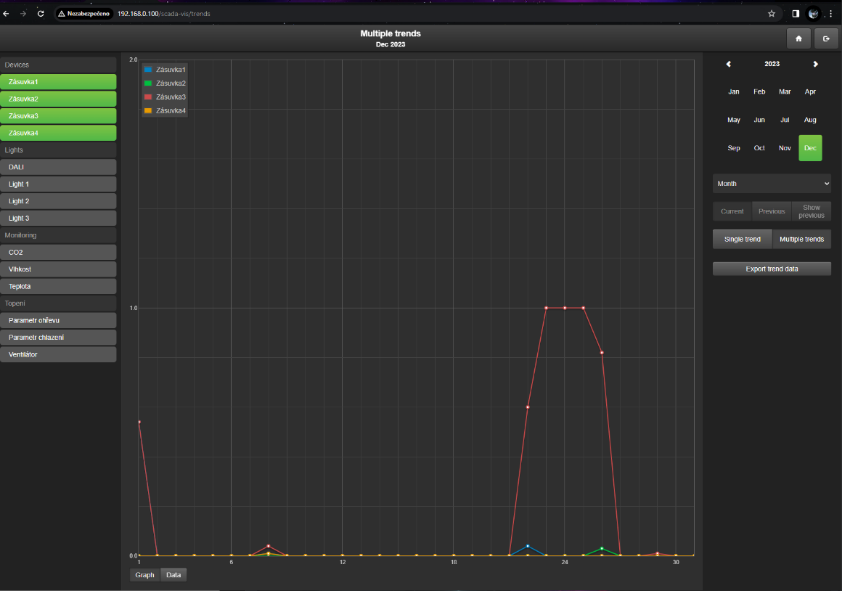 Nezabezpečeno 192.168.0.100/scada-vis/trends
Multiple trends
Dec 2023
Devices
Zásuvka1
Zásuvka2
Zásuvka3
Zásuvka4
Lights
DALI
Light 1
Light 2
Light 3
Monitoring
CO2
Vlhkost
Teplota
Topení
Parametr ohřevu
Parametr chlazení
Ventilátor
2.0
1.0
0.0
Zásuvka1
Zásuvka2
Zásuvka3
Zásuvka4
1 6 12 18 24 30
Graph Data
2023
Jan Feb Mar Apr
May Jun Jul Aug
Sep Oct Nov Dec
Month
Current Previous Show previous
Single trend Multiple trends
Export trend data